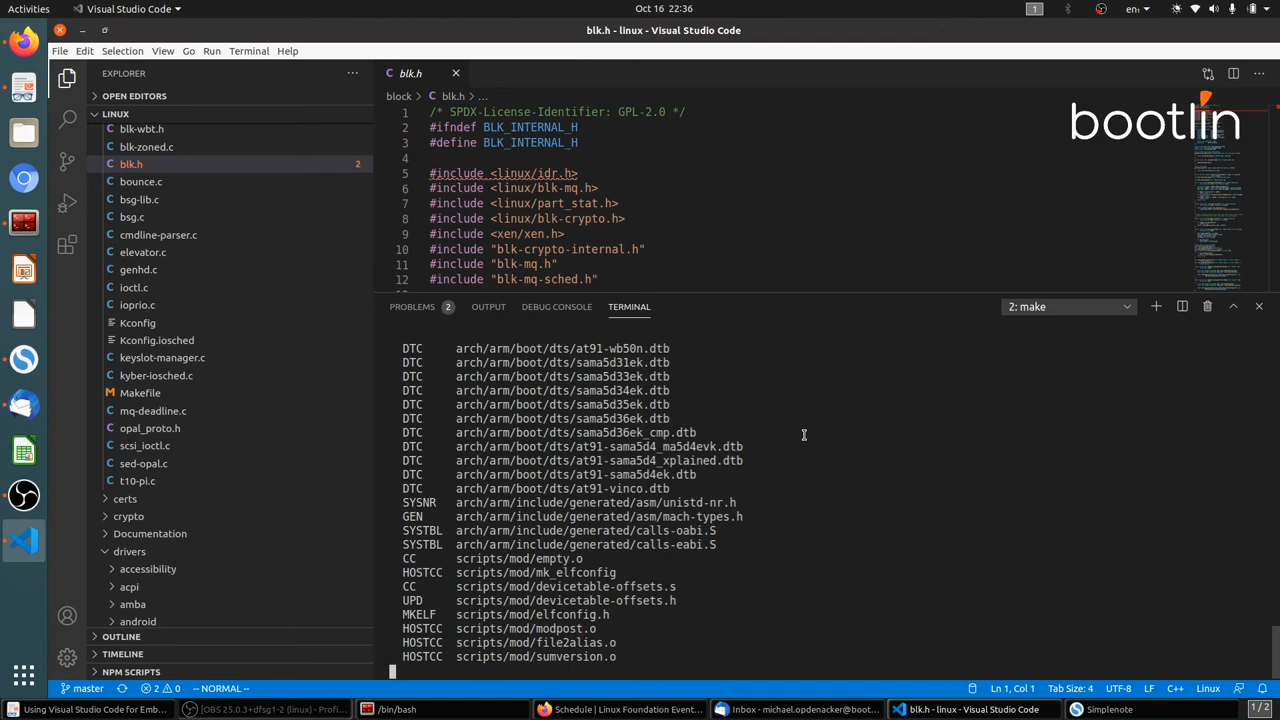 Activities Visual Studio Code Oct 16 22:36 1 en
blk.h - linux - Visual Studio Code
File Edit Selection View Go Run Terminal Help
EXPLORER
OPEN EDITORS
LINUX
blk-wbt.h
blk-zoned.c
blk.h 2
bounce.c
bsg-lib.c
bsg.c
cmdline-parser.c
elevator.c
genhd.c
ioctl.c
ioprio.c
Kconfig
Kconfig.iosched
keyslot-manager.c
kyber-iosched.c
Makefile
mq-deadline.c
opal_proto.h
scsi_ioctl.c
sed-opal.c
t10-pi.c
certs
crypto
Documentation
drivers
accessibility
acpi
amba
android
OUTLINE
TIMELINE
NPM SCRIPTS
blk.h
block > blk.h > ...
bootlin
1 /* SPDX-License-Identifier: GPL-2.0 */
2 #ifndef BLK_INTERNAL_H
3 #define BLK_INTERNAL_H
4
5 #include <linux/idr.h>
6 #include <linux/blk-mq.h>
7 #include <linux/part_stat.h>
8 #include <linux/blk-crypto.h>
9 #include <xen/xen.h>
10 #include "blk-crypto-internal.h"
11 #include "blk-mq.h"
12 #include "blk-mq-sched.h"
PROBLEMS 2 OUTPUT DEBUG CONSOLE TERMINAL 2: make
DTC arch/arm/boot/dts/at91-wb50n.dtb
DTC arch/arm/boot/dts/sama5d31ek.dtb
DTC arch/arm/boot/dts/sama5d33ek.dtb
DTC arch/arm/boot/dts/sama5d34ek.dtb
DTC arch/arm/boot/dts/sama5d35ek.dtb
DTC arch/arm/boot/dts/sama5d36ek.dtb
DTC arch/arm/boot/dts/sama5d36ek_cmp.dtb
DTC arch/arm/boot/dts/at91-sama5d4_ma5d4evk.dtb
DTC arch/arm/boot/dts/at91-sama5d4_xplained.dtb
DTC arch/arm/boot/dts/at91-sama5d4ek.dtb
DTC arch/arm/boot/dts/at91-vinco.dtb
SYSNR arch/arm/include/generated/asm/unistd-nr.h
GEN arch/arm/include/generated/asm/mach-types.h
SYSTBL arch/arm/include/generated/calls-oabi.S
SYSTBL arch/arm/include/generated/calls-eabi.S
CC scripts/mod/empty.o
HOSTCC scripts/mod/mk_elfconfig
CC scripts/mod/devicetable-offsets.s
UPD scripts/mod/devicetable-offsets.h
MKELF scripts/mod/elfconfig.h
HOSTCC scripts/mod/modpost.o
HOSTCC scripts/mod/file2alias.o
HOSTCC scripts/mod/sumversion.o
master 2 0 -- NORMAL -- Ln 1, Col 1 Tab Size: 4 UTF-8 LF C++ Linux
Using Visual Studio Code for Emb... [OBS 25.0.3+dfsg1-2 (linux) - Profi... /bin/bash Schedule | Linux Foundation Event... Inbox - michael.opdenacker@boot... blk.h - linux - Visual Studio Code Simplenote 1 / 2